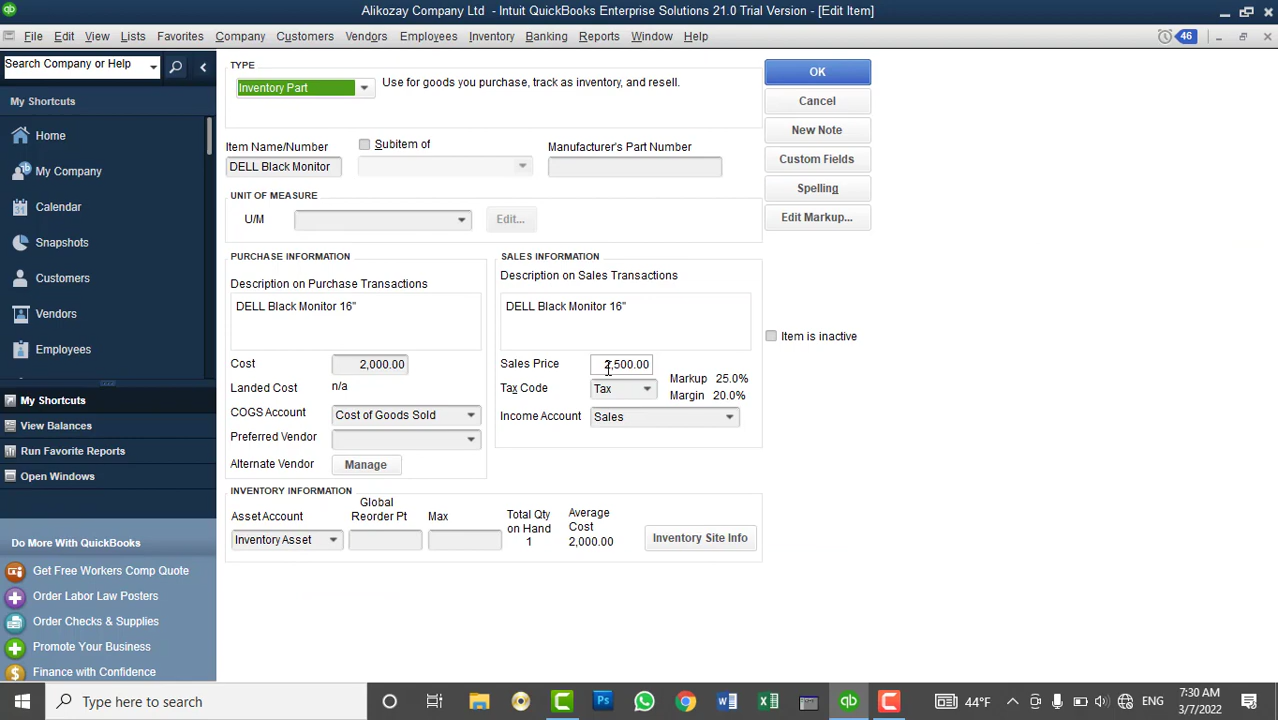 Alikozay Company Ltd - Intuit QuickBooks Enterprise Solutions 21.0 Trial Version - [Edit Item]
File Edit View Lists Favorites Company Customers Vendors Employees Inventory Banking Reports Window Help
46
Search Company or Help
My Shortcuts
Home
My Company
Calendar
Snapshots
Customers
Vendors
Employees
My Shortcuts
View Balances
Run Favorite Reports
Open Windows
Do More With QuickBooks
Get Free Workers Comp Quote
Order Labor Law Posters
Order Checks & Supplies
Promote Your Business
Finance with Confidence
TYPE
Inventory Part
Use for goods you purchase, track as inventory, and resell.
Item Name/Number
Subitem of
Manufacturer's Part Number
DELL Black Monitor
UNIT OF MEASURE
U/M
Edit...
PURCHASE INFORMATION
Description on Purchase Transactions
DELL Black Monitor 16"
Cost 2,000.00
Landed Cost n/a
COGS Account Cost of Goods Sold
Preferred Vendor
Alternate Vendor Manage
SALES INFORMATION
Description on Sales Transactions
DELL Black Monitor 16"
Sales Price 2,500.00
Tax Code Tax
Markup 25.0%
Margin 20.0%
Income Account Sales
INVENTORY INFORMATION
Asset Account
Inventory Asset
Global
Reorder Pt
Max
Total Qty
on Hand
1
Average
Cost
2,000.00
Inventory Site Info
OK
Cancel
New Note
Custom Fields
Spelling
Edit Markup...
Item is inactive
Type here to search
Ps
W
X
qb
44°F
ENG
7:30 AM
3/7/2022